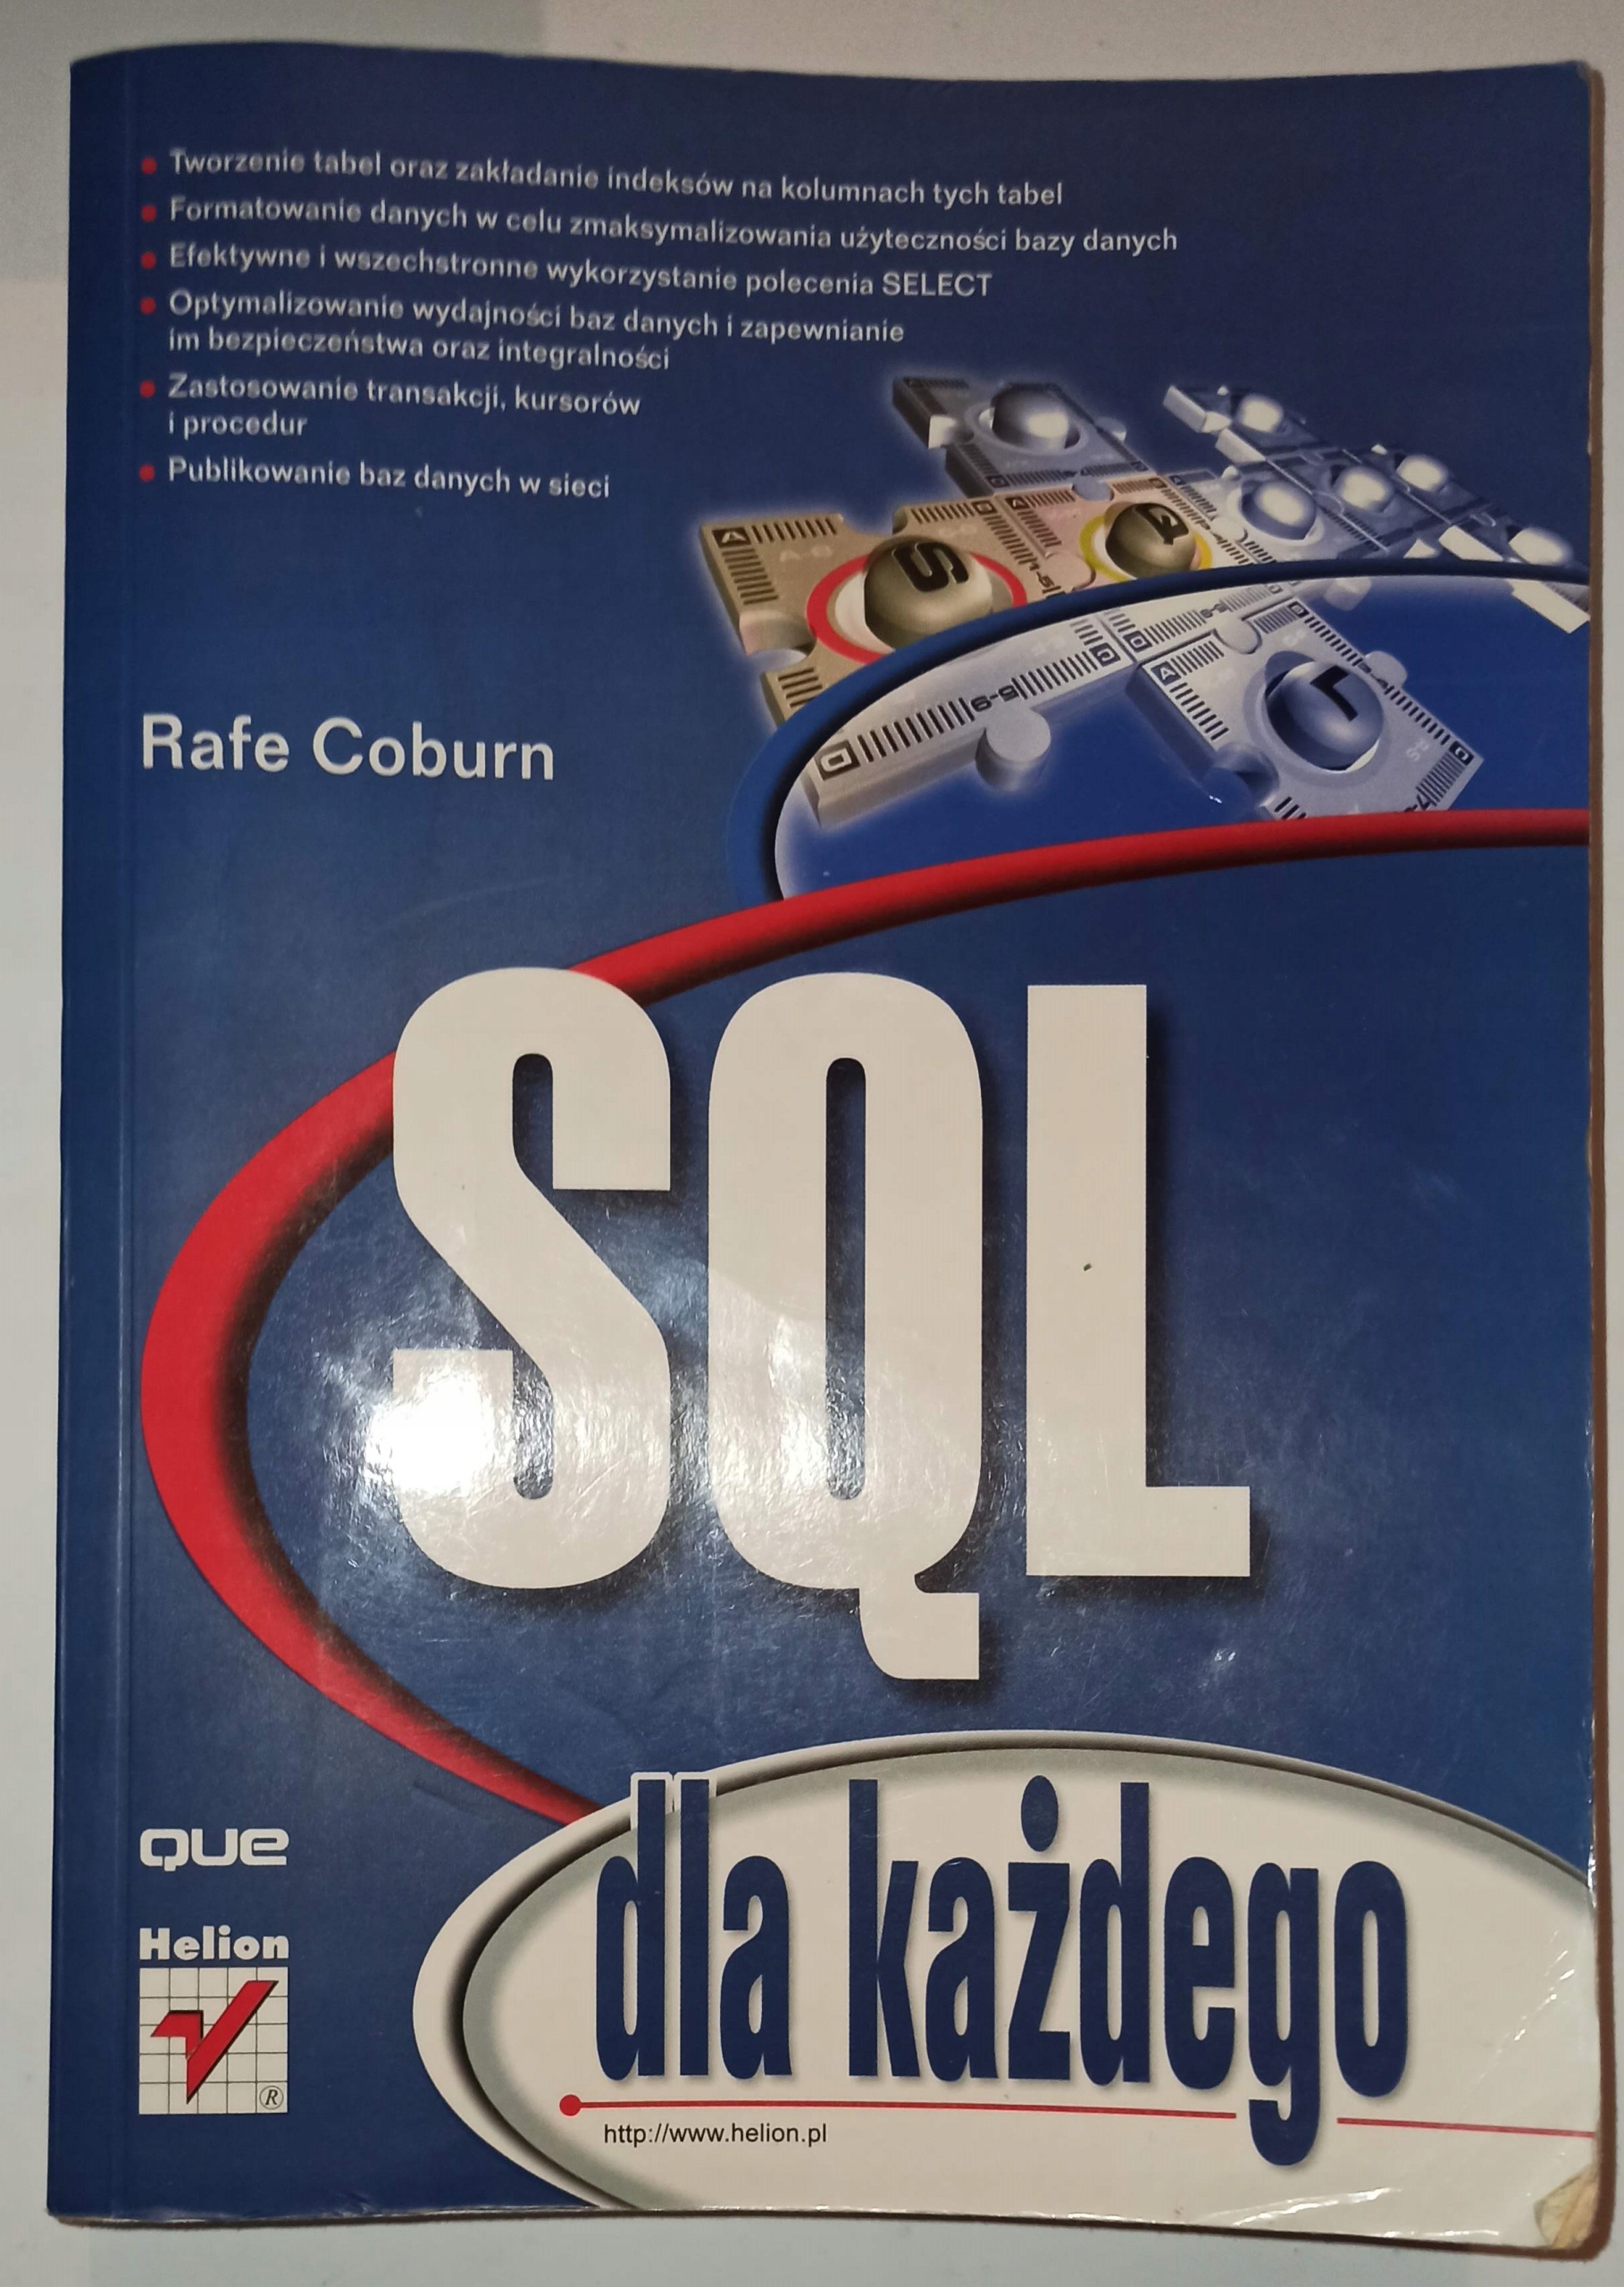 Tworzenie tabel oraz zakładanie indeksów na kolumnach tych tabel
Formatowanie danych w celu zmaksymalizowania użyteczności bazy danych
Efektywne i wszechstronne wykorzystanie polecenia SELECT
Optymalizowanie wydajności baz danych i zapewnianie
im bezpieczeństwa oraz integralności
Zastosowanie transakcji, kursorów
i procedur
Publikowanie baz danych w sieci
A
S
Q
L
Rafe Coburn
SQL
dla każdego
http://www.helion.pl
que
Helion
®